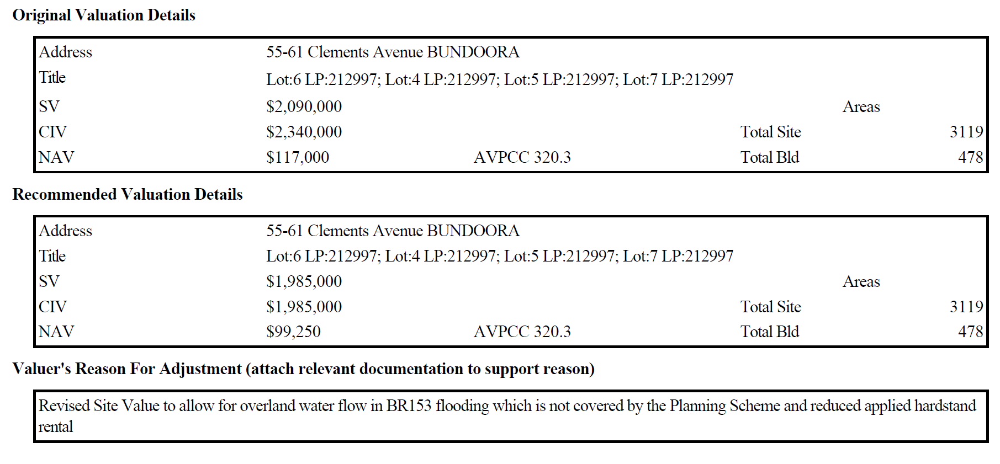 Original Valuation Details
Address 55-61 Clements Avenue BUNDOORA
Title Lot:6 LP:212997; Lot:4 LP:212997; Lot:5 LP:212997; Lot:7 LP:212997
SV $2,090,000 Areas
CIV $2,340,000 Total Site 3119
NAV $117,000 AVPCC 320.3 Total Bld 478
Recommended Valuation Details
Address 55-61 Clements Avenue BUNDOORA
Title Lot:6 LP:212997; Lot:4 LP:212997; Lot:5 LP:212997; Lot:7 LP:212997
SV $1,985,000 Areas
CIV $1,985,000 Total Site 3119
NAV $99,250 AVPCC 320.3 Total Bld 478
Valuer's Reason For Adjustment (attach relevant documentation to support reason)
Revised Site Value to allow for overland water flow in BR153 flooding which is not covered by the Planning Scheme and reduced applied hardstand
rental